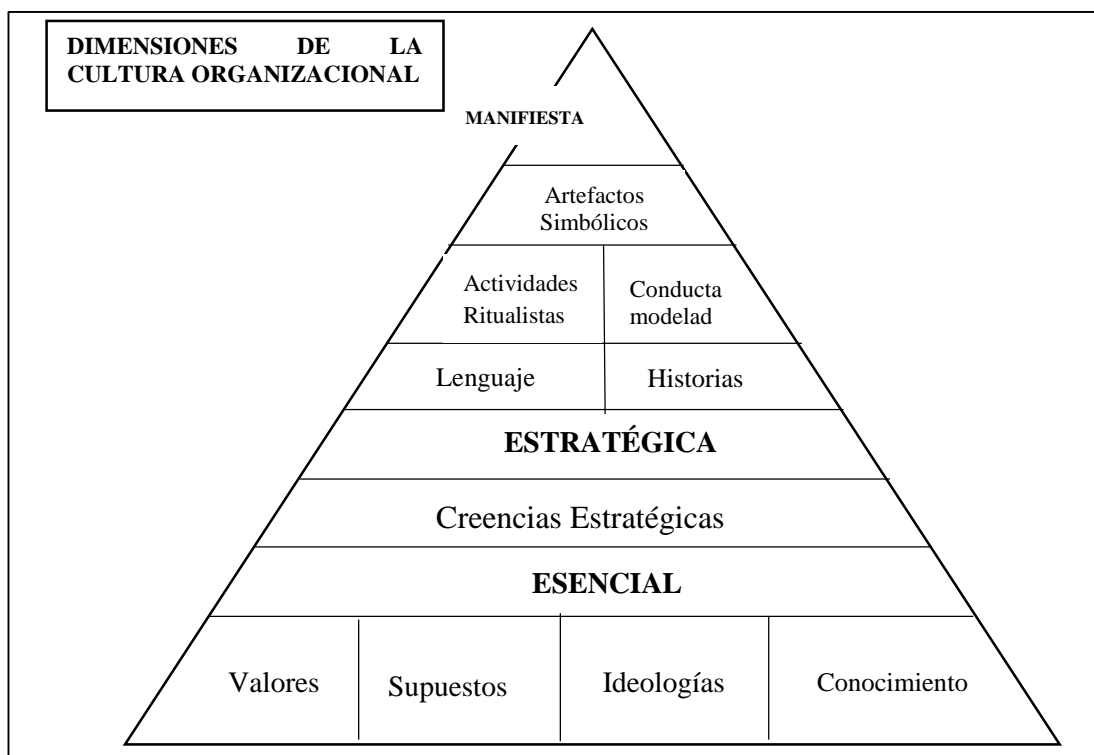 DIMENSIONES DE LA
CULTURA ORGANIZACIONAL
MANIFIESTA
Artefactos
Simbólicos
Actividades
Ritualistas
Conducta
modelad
Lenguaje
Historias
ESTRATÉGICA
Creencias Estratégicas
ESENCIAL
Valores
Supuestos
Ideologías
Conocimiento